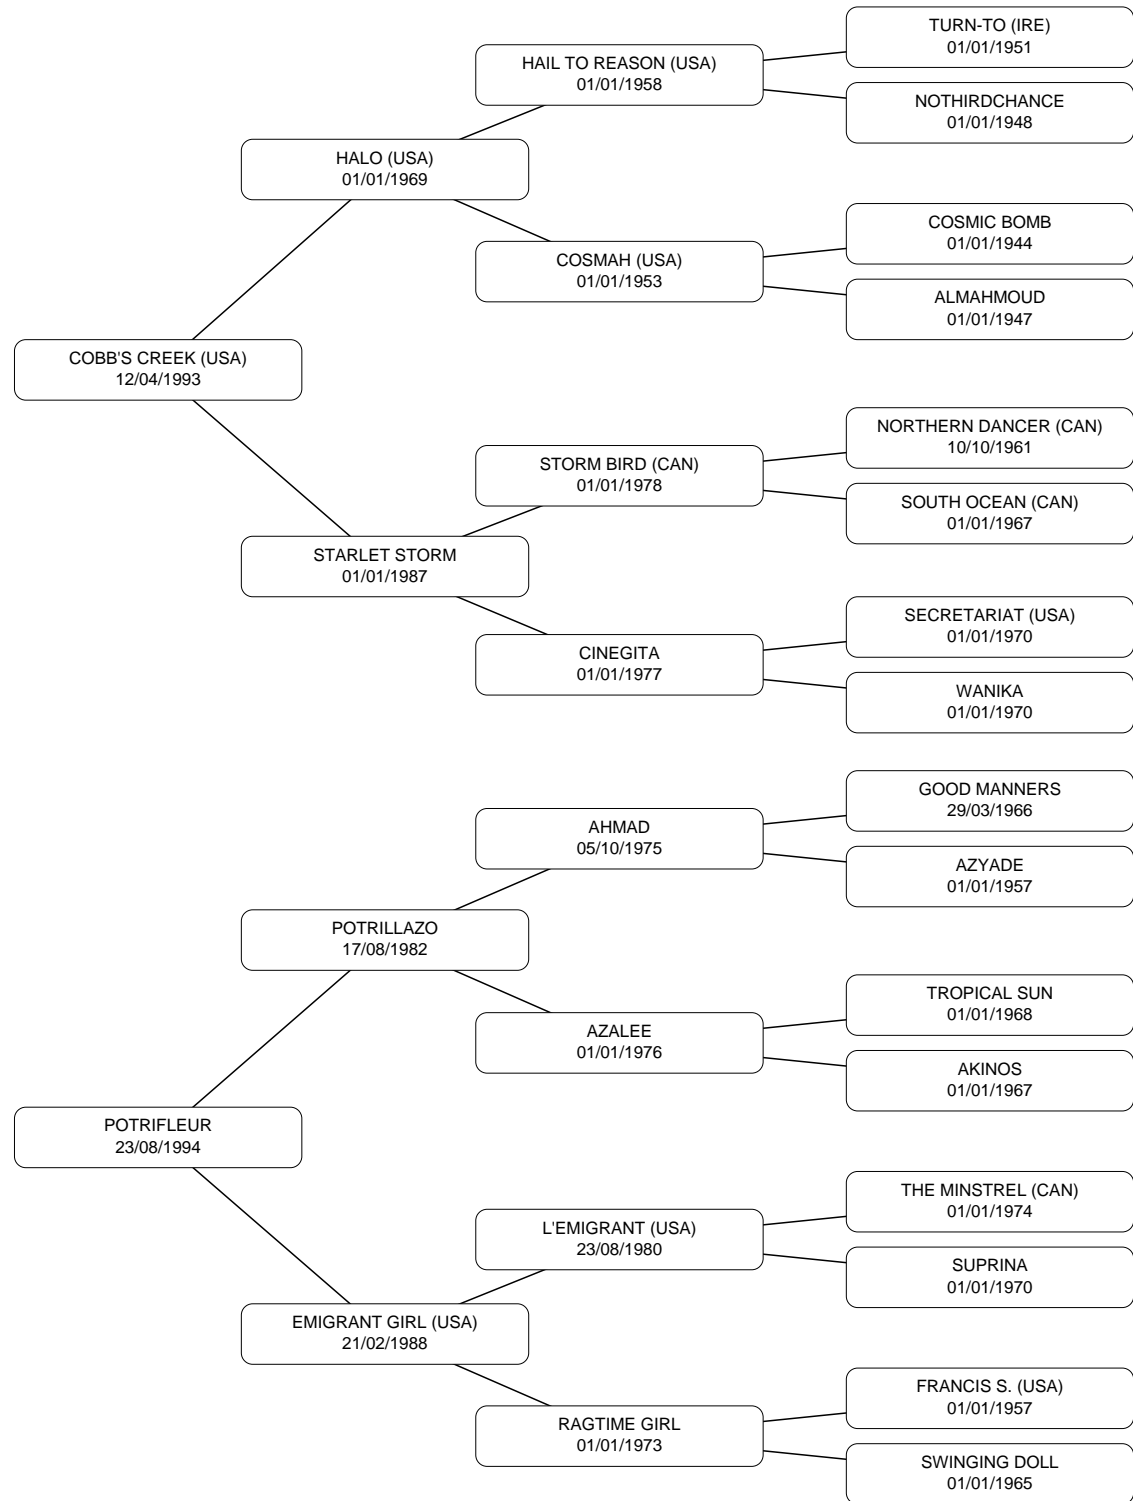 TURN-TO (IRE)
01/01/1951
HAIL TO REASON (USA)
01/01/1958
NOTHIRDCHANCE
01/01/1948
HALO (USA)
01/01/1969
COSMIC BOMB
01/01/1944
COSMAH (USA)
01/01/1953
ALMAHMOUD
01/01/1947
COBB'S CREEK (USA)
12/04/1993
NORTHERN DANCER (CAN)
10/10/1961
STORM BIRD (CAN)
01/01/1978
SOUTH OCEAN (CAN)
01/01/1967
STARLET STORM
01/01/1987
SECRETARIAT (USA)
01/01/1970
CINEGITA
01/01/1977
WANIKA
01/01/1970
GOOD MANNERS
29/03/1966
AHMAD
05/10/1975
AZYADE
01/01/1957
POTRILLAZO
17/08/1982
TROPICAL SUN
01/01/1968
AZALEE
01/01/1976
AKINOS
01/01/1967
POTRIFLEUR
23/08/1994
THE MINSTREL (CAN)
01/01/1974
L'EMIGRANT (USA)
23/08/1980
SUPRINA
01/01/1970
EMIGRANT GIRL (USA)
21/02/1988
FRANCIS S. (USA)
01/01/1957
RAGTIME GIRL
01/01/1973
SWINGING DOLL
01/01/1965